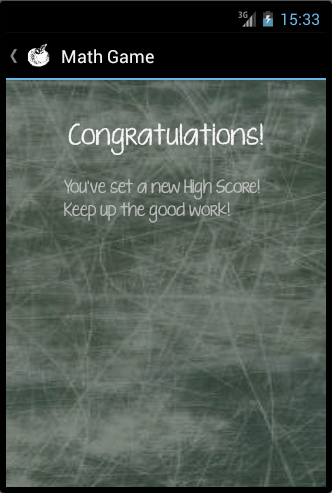 3G 15:33
Math Game
Congratulations!
You've set a new High Score!
Keep up the good work!